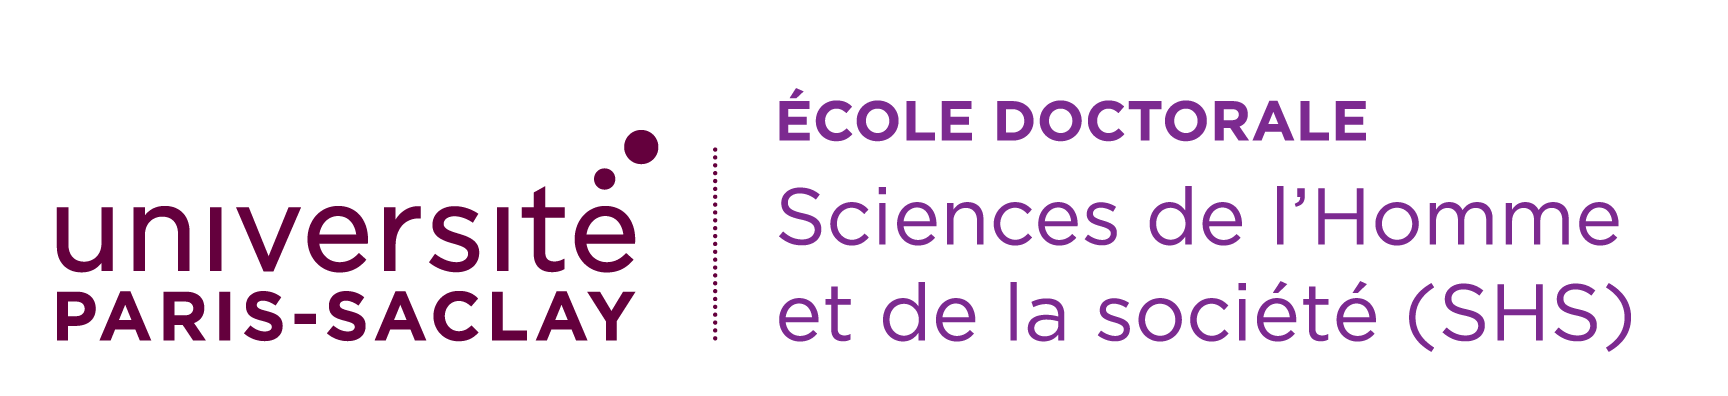 université
PARIS-SACLAY
ÉCOLE DOCTORALE
Sciences de l’Homme
et de la société (SHS)